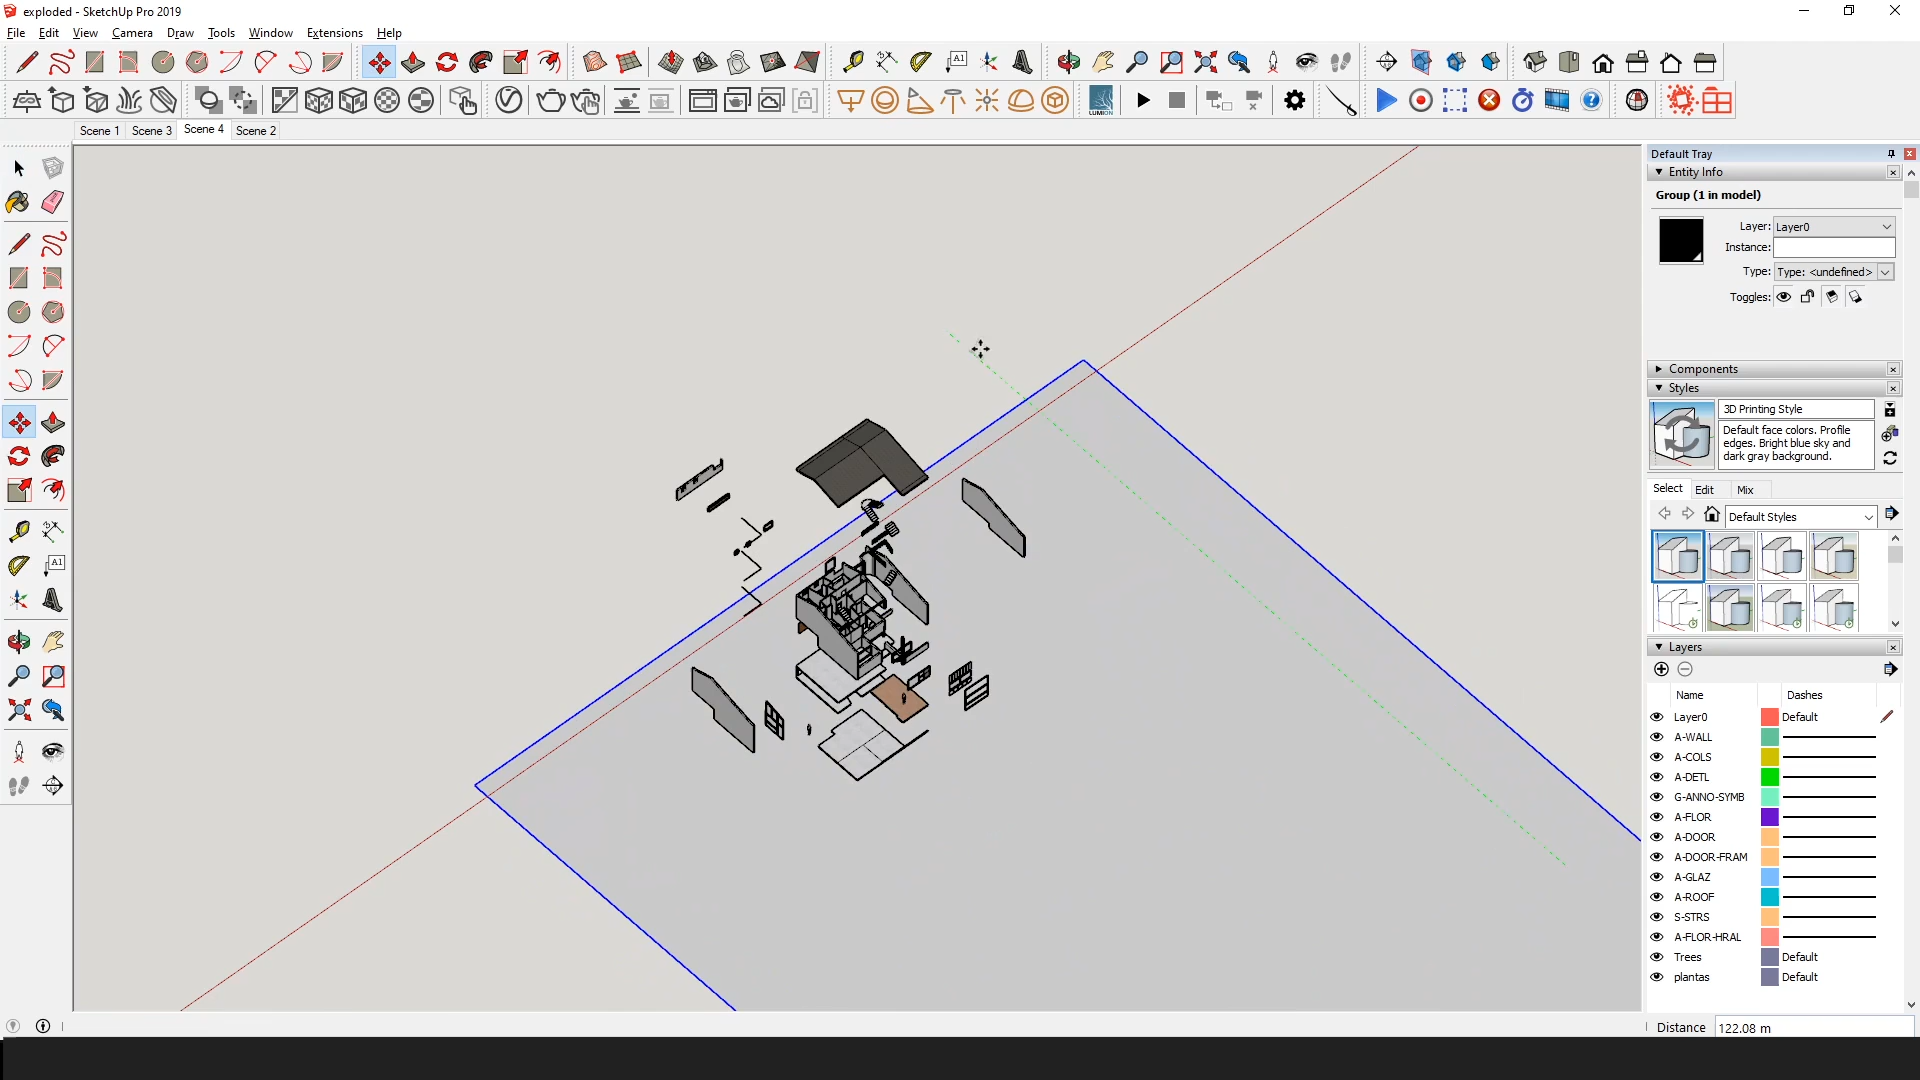 exploded - SketchUp Pro 2019
File Edit View Camera Draw Tools Window Extensions Help
A1
LUMION
Scene 1 Scene 3 Scene 4 Scene 2
A1
Default Tray
Entity Info
Group (1 in model)
Layer: Layer0
Instance:
Type: Type: <undefined>
Toggles:
Components
Styles
3D Printing Style
Default face colors. Profile
edges. Bright blue sky and
dark gray background.
Select Edit Mix
Default Styles
Layers
Name Dashes
Layer0 Default
A-WALL
A-COLS
A-DETL
G-ANNO-SYMB
A-FLOR
A-DOOR
A-DOOR-FRAM
A-GLAZ
A-ROOF
S-STRS
A-FLOR-HRAL
Trees Default
plantas Default
Distance 122.08 m